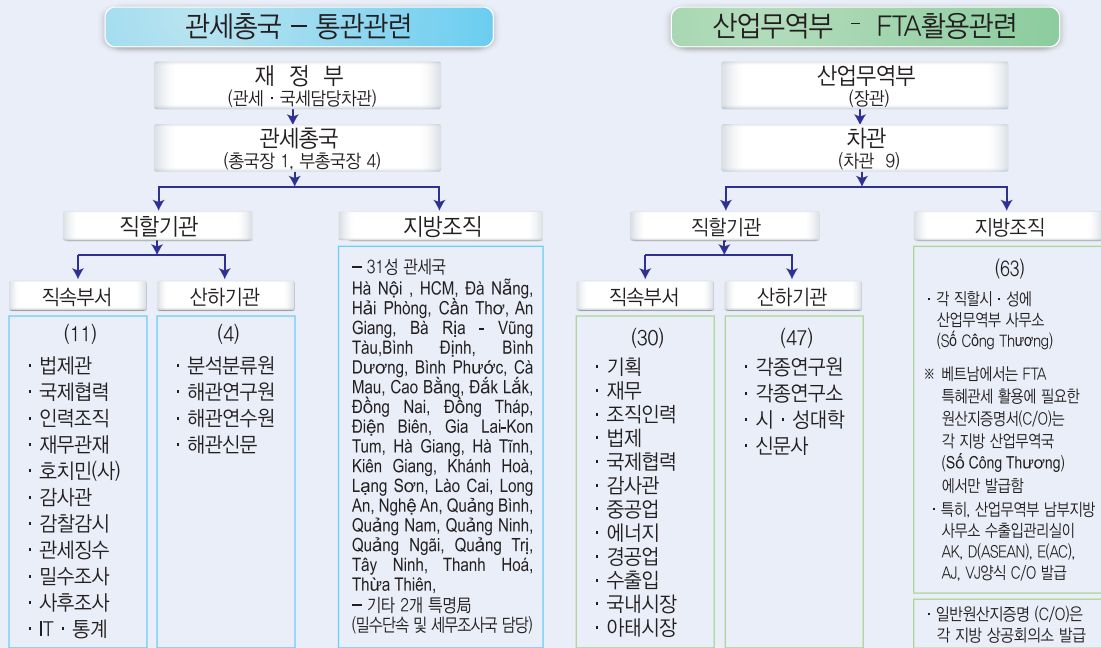 관세총국 – 통관관련
재 정 부
(관세 · 국세담당차관)
관세총국
(총국장 1, 부총국장 4)
직할기관
직속부서
(11)
· 법제관
· 국제협력
· 인력조직
· 재무관재
· 호치민(사)
· 감사관
· 감찰감시
· 관세징수
· 밀수조사
· 사후조사
· IT · 통계
산하기관
(4)
· 분석분류원
· 해관연구원
· 해관연수원
· 해관신문
지방조직
– 31성 관세국
Hà Nội , HCM, Đà Nẵng,
Hải Phòng, Cần Thơ, An
Giang, Bà Rịa - Vũng
Tàu,Bình Định, Bình
Dương, Bình Phước, Cà
Mau, Cao Bằng, Đắk Lắk,
Đồng Nai, Đồng Tháp,
Điện Biên, Gia Lai-Kon
Tum, Hà Giang, Hà Tĩnh,
Kiên Giang, Khánh Hoà,
Lạng Sơn, Lào Cai, Long
An, Nghệ An, Quảng Bình,
Quảng Nam, Quảng Ninh,
Quảng Ngãi, Quảng Trị,
Tây Ninh, Thanh Hoá,
Thừa Thiên,
– 기타 2개 특명局
(밀수단속 및 세무조사국 담당)
산업무역부 - FTA활용관련
산업무역부
(장관)
차관
(차관 9)
직할기관
직속부서
(30)
· 기획
· 재무
· 조직인력
· 법제
· 국제협력
· 감사관
· 중공업
· 에너지
· 경공업
· 수출입
· 국내시장
· 아태시장
산하기관
(47)
· 각종연구원
· 각종연구소
· 시 · 성대학
· 신문사
지방조직
(63)
· 각 직할시 · 성에
산업무역부 사무소
(Số Công Thương)
※ 베트남에서는 FTA
특혜관세 활용에 필요한
원산지증명서(C/O)는
각 지방 산업무역국
(Số Công Thương)
에서만 발급함
· 특히, 산업무역부 남부지방
사무소 수출입관리실이
AK, D(ASEAN), E(AC),
AJ, VJ양식 C/O 발급
· 일반원산지증명 (C/O)은
각 지방 상공회의소 발급